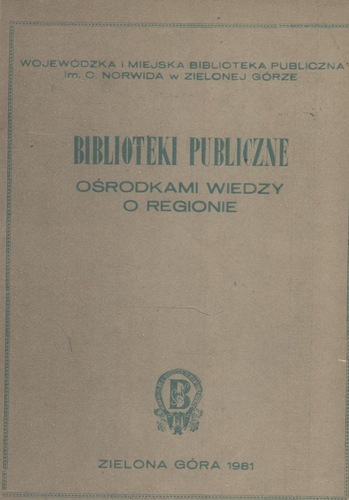 WOJEWÓDZKA I MIEJSKA BIBLIOTEKA PUBLICZNA
im. C. NORWIDA w ZIELONEJ GÓRZE
BIBLIOTEKI PUBLICZNE
OŚRODKAMI WIEDZY
O REGIONIE
ZIELONA GÓRA 1981